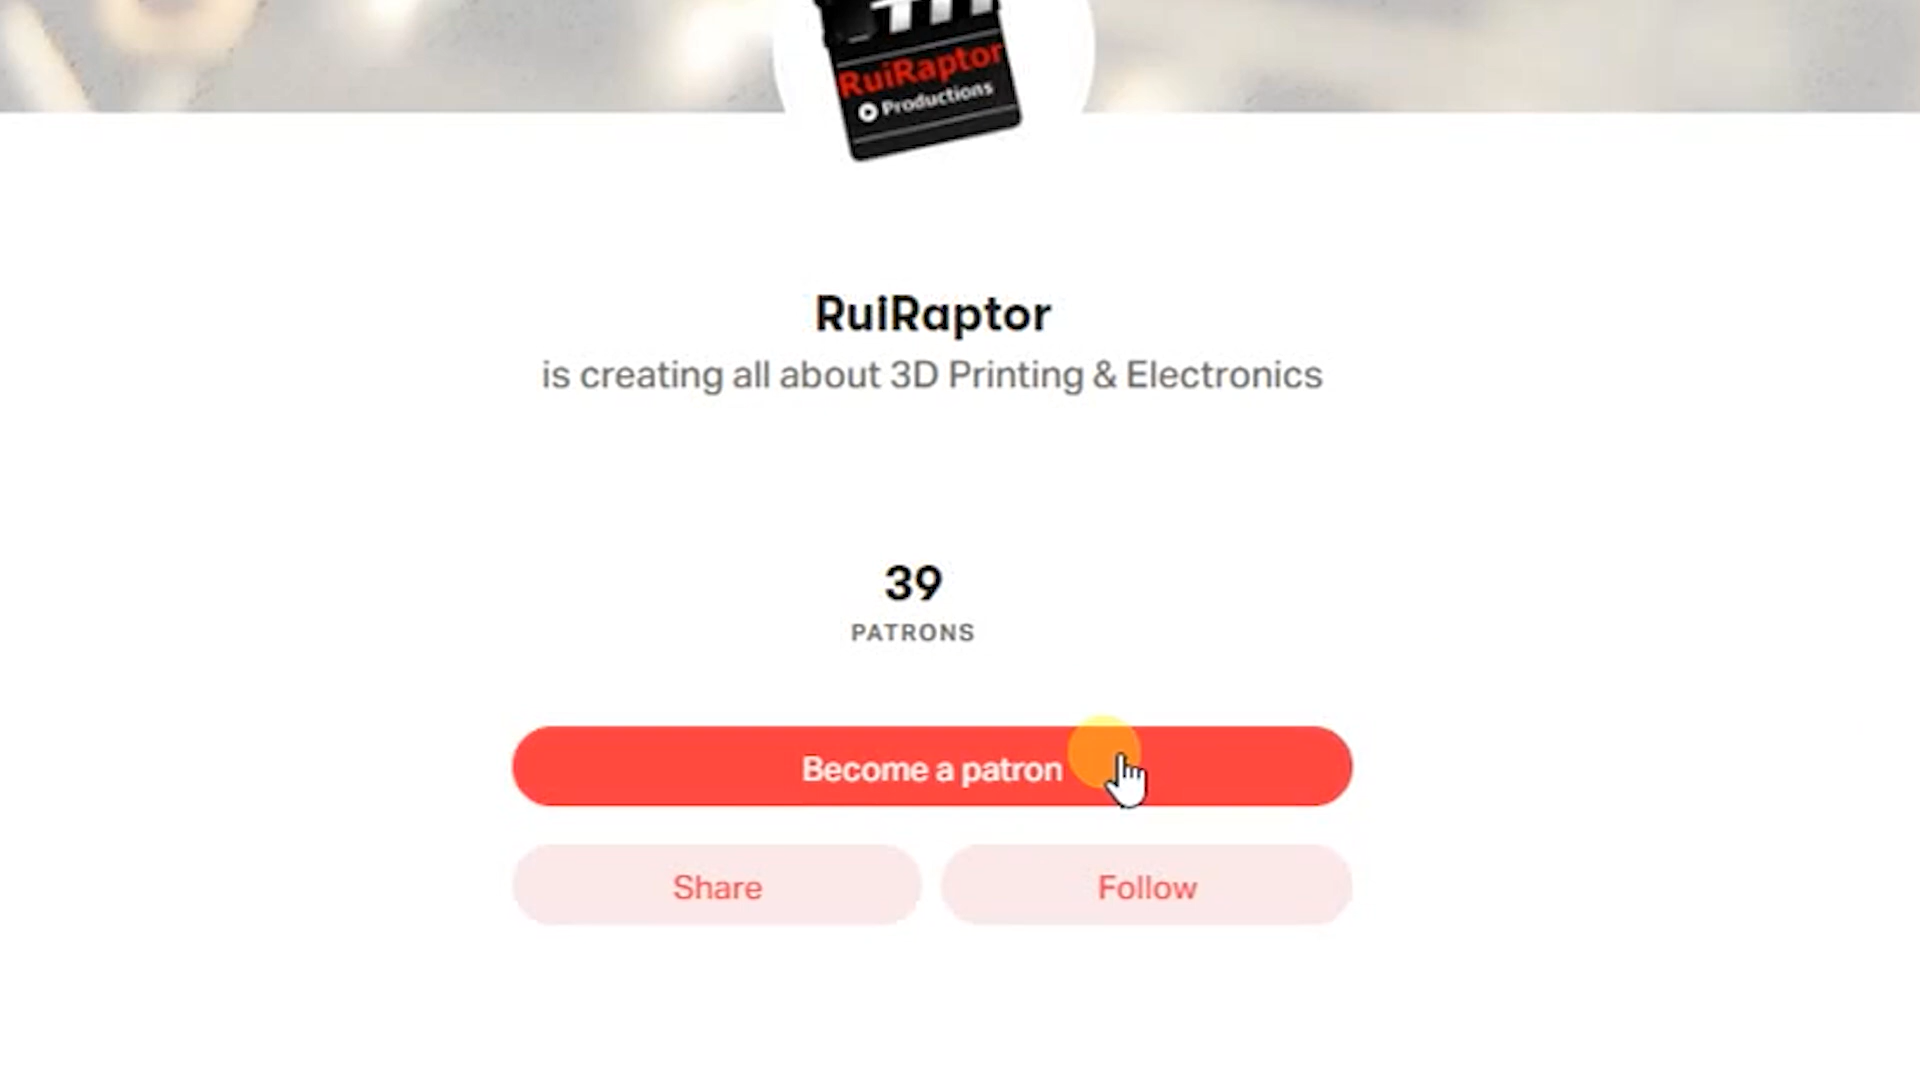 RuiRaptor
Productions
RuiRaptor
is creating all about 3D Printing & Electronics
39
PATRONS
Become a patron
Share
Follow